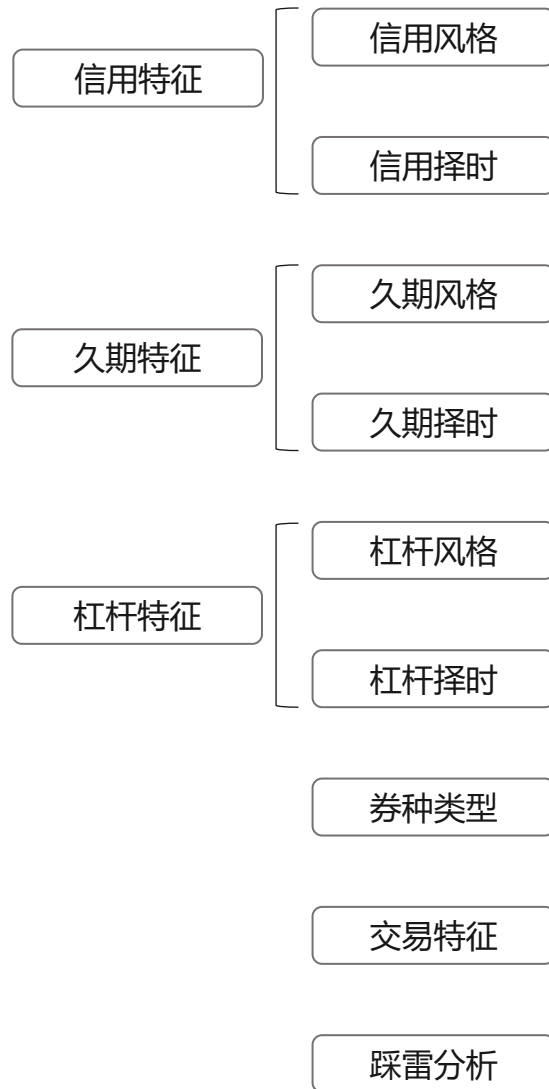 信用风格
信用特征
信用择时
久期风格
久期特征
久期择时
杠杆风格
杠杆特征
杠杆择时
券种类型
交易特征
踩雷分析